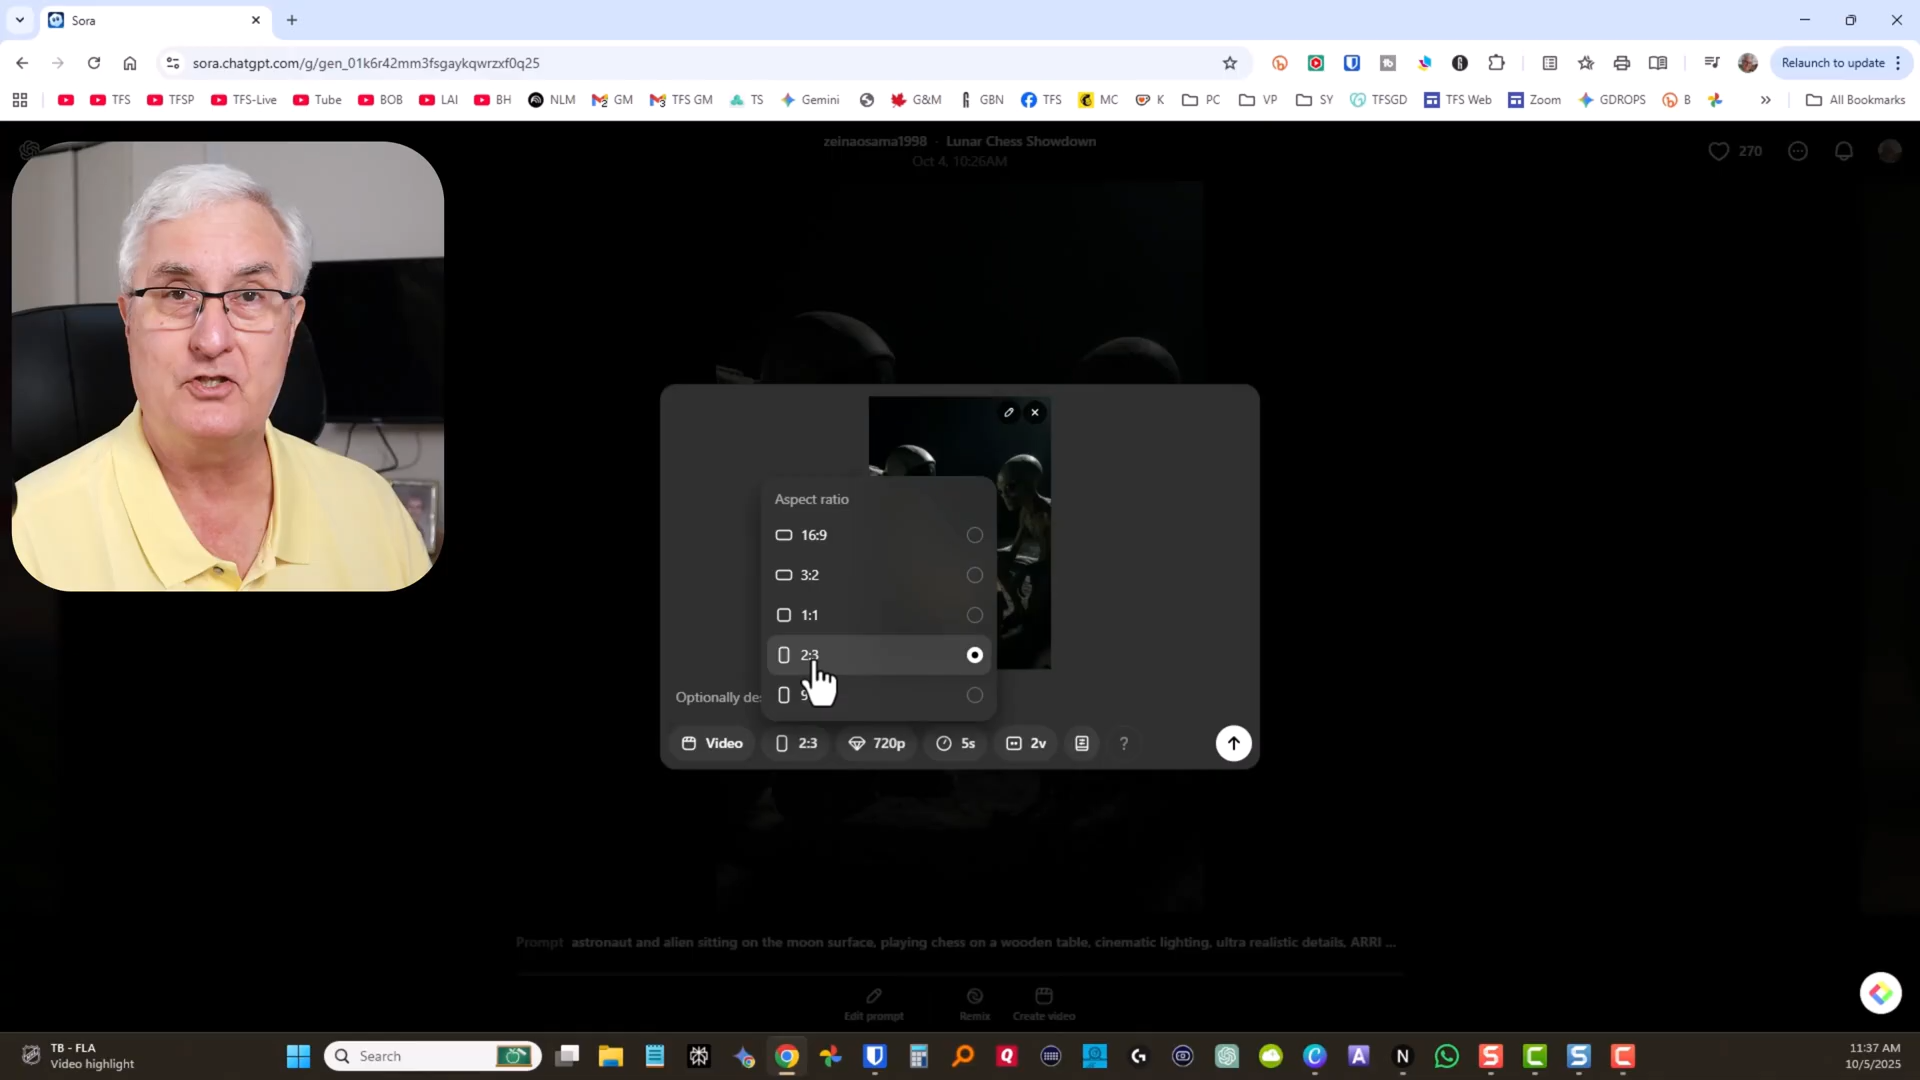 Sora
sora.chatgpt.com/g/gen_01k6r42mm3fsgaykqwrzxf0q25
Relaunch to update
TFS
TFSP
TFS-Live
Tube
BOB
LAI
BH
NLM
GM
TFS GM
TS
Gemini
G&M
GBN
TFS
MC
K
PC
VP
SY
TFSGD
TFS Web
Zoom
GDROPS
B
All Bookmarks
zeinaosama1998 · Lunar Chess Showdown
Oct 4, 10:26AM
270
Aspect ratio
16:9
3:2
1:1
2:3
Optionally de
Video
2:3
720p
5s
2v
?
Prompt astronaut and alien sitting on the moon surface, playing chess on a wooden table, cinematic lighting, ultra realistic details, ARRI ...
Edit prompt
Remix
Create video
TB - FLA
Video highlight
Search
11:37 AM
10/5/2025